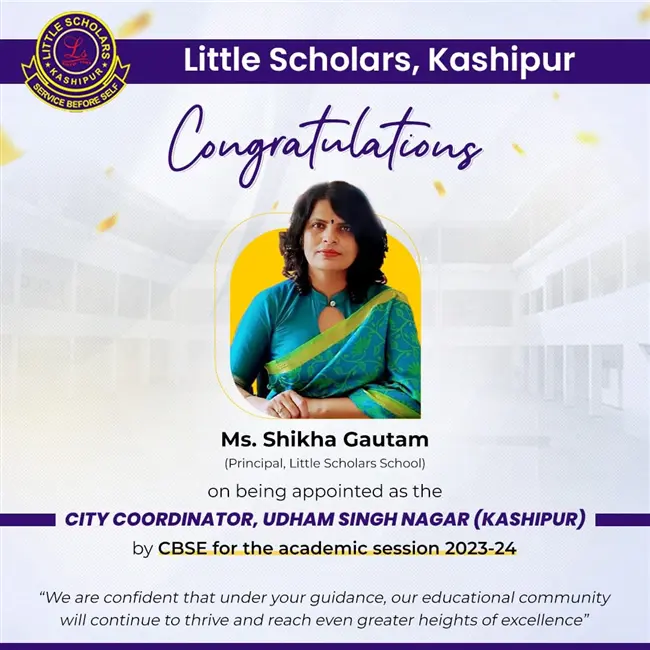 LITTLE SCHOLARS
Ls
KASHIPUR
SERVICE BEFORE SELF
Little Scholars, Kashipur
Congratulations
Ms. Shikha Gautam
(Principal, Little Scholars School)
on being appointed as the
CITY COORDINATOR, UDHAM SINGH NAGAR (KASHIPUR)
by CBSE for the academic session 2023-24
“We are confident that under your guidance, our educational community
will continue to thrive and reach even greater heights of excellence”